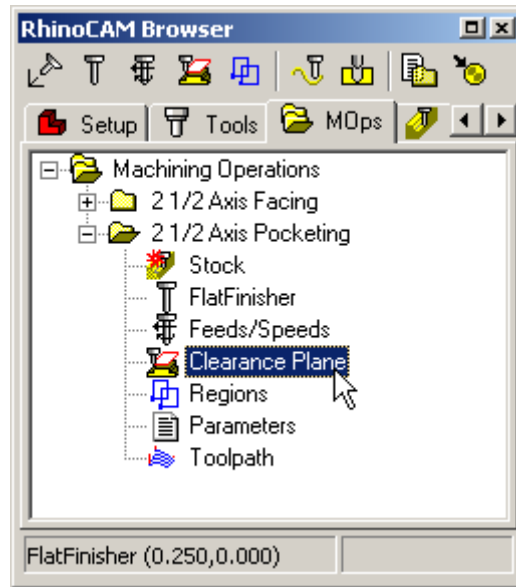 RhinoCAM Browser
Setup Tools MOps
Machining Operations
2 1/2 Axis Facing
2 1/2 Axis Pocketing
Stock
FlatFinisher
Feeds/Speeds
Clearance Plane
Regions
Parameters
Toolpath
FlatFinisher (0.250,0.000)